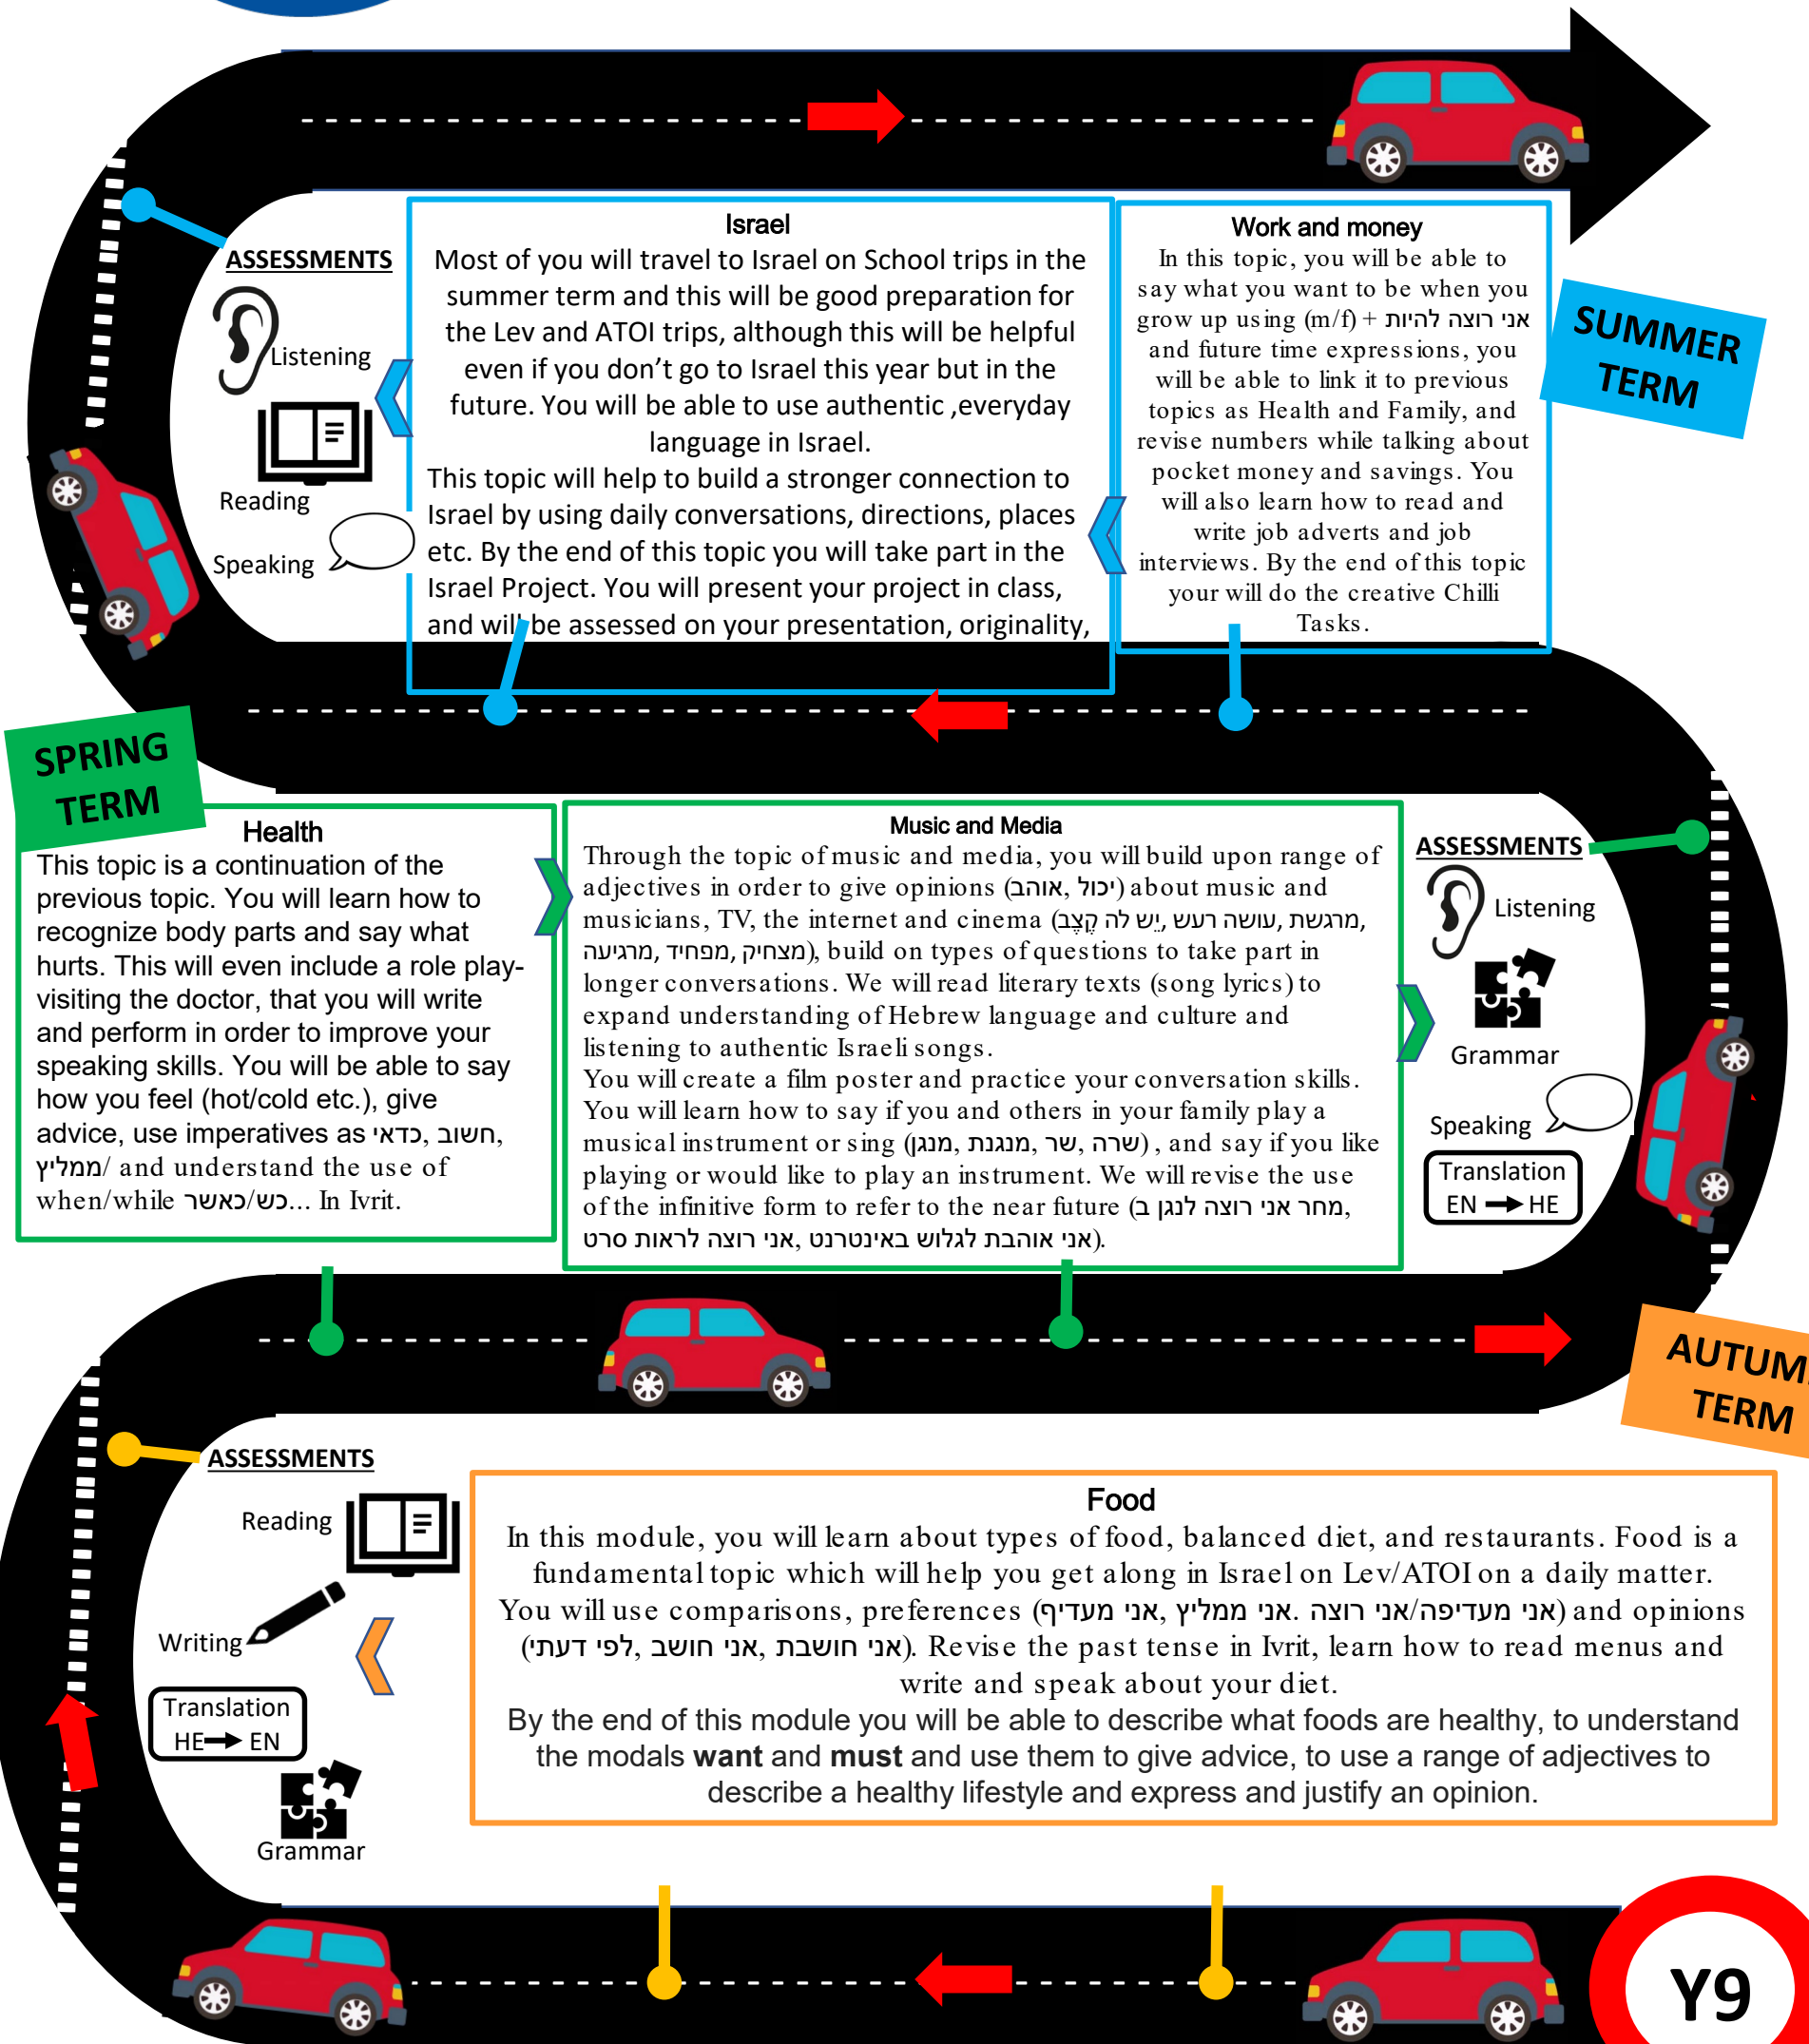 ASSESSMENTS
Listening
Reading
Speaking
Israel
Most of you will travel to Israel on School trips in the
summer term and this will be good preparation for
the Lev and ATOI trips, although this will be helpful
even if you don't go to Israel this year but in the
future. You will be able to use authentic ,everyday
language in Israel.
This topic will help to build a stronger connection to
Israel by using daily conversations, directions, places
etc. By the end of this topic you will take part in the
Israel Project. You will present your project in class,
and will be assessed on your presentation, originality,
Work and money
In this topic, you will be able to
say what you want to be when you
grow up using (m/f) + אני רוצה להיות
and future time expressions, you
will be able to link it to previous
topics as Health and Family, and
revise numbers while talking about
pocket money and savings. You
will also learn how to read and
write job adverts and job
interviews. By the end of this topic
your will do the creative Chilli
Tasks.
SUMMER
TERM
SPRING
TERM
Health
This topic is a continuation of the
previous topic. You will learn how to
recognize body parts and say what
hurts. This will even include a role play-
visiting the doctor, that you will write
and perform in order to improve your
speaking skills. You will be able to say
how you feel (hot/cold etc.), give
advice, use imperatives as חשוב, כדאי,
ממליץ/ and understand the use of
when/while כש/כאשר... In Ivrit.
Music and Media
Through the topic of music and media, you will build upon range of
adjectives in order to give opinions (יכול, אוהב) about music and
musicians, TV, the internet and cinema (מרגשת, עושה רעש, יֵש לה קֶצֶב,
מצחיק, מפחיד, מרגיעה), build on types of questions to take part in
longer conversations. We will read literary texts (song lyrics) to
expand understanding of Hebrew language and culture and
listening to authentic Israeli songs.
You will create a film poster and practice your conversation skills.
You will learn how to say if you and others in your family play a
musical instrument or sing (שרה, שר, מנגנת, מנגן) , and say if you like
playing or would like to play an instrument. We will revise the use
of the infinitive form to refer to the near future (מחר אני רוצה לנגן ב,
אני אוהבת לגלוש באינטרנט, אני רוצה לראות סרט).
ASSESSMENTS
Listening
Grammar
Speaking
Translation
EN → HE
AUTUM
TERM
ASSESSMENTS
Reading
Writing
Translation
HE → EN
Grammar
Food
In this module, you will learn about types of food, balanced diet, and restaurants. Food is a
fundamental topic which will help you get along in Israel on Lev/ATOI on a daily matter.
You will use comparisons, preferences (אני מעדיפה/אני רוצה. אני ממליץ, אני מעדיף) and opinions
(אני חושבת, אני חושב, לפי דעתי). Revise the past tense in Ivrit, learn how to read menus and
write and speak about your diet.
By the end of this module you will be able to describe what foods are healthy, to understand
the modals want and must and use them to give advice, to use a range of adjectives to
describe a healthy lifestyle and express and justify an opinion.
Y9